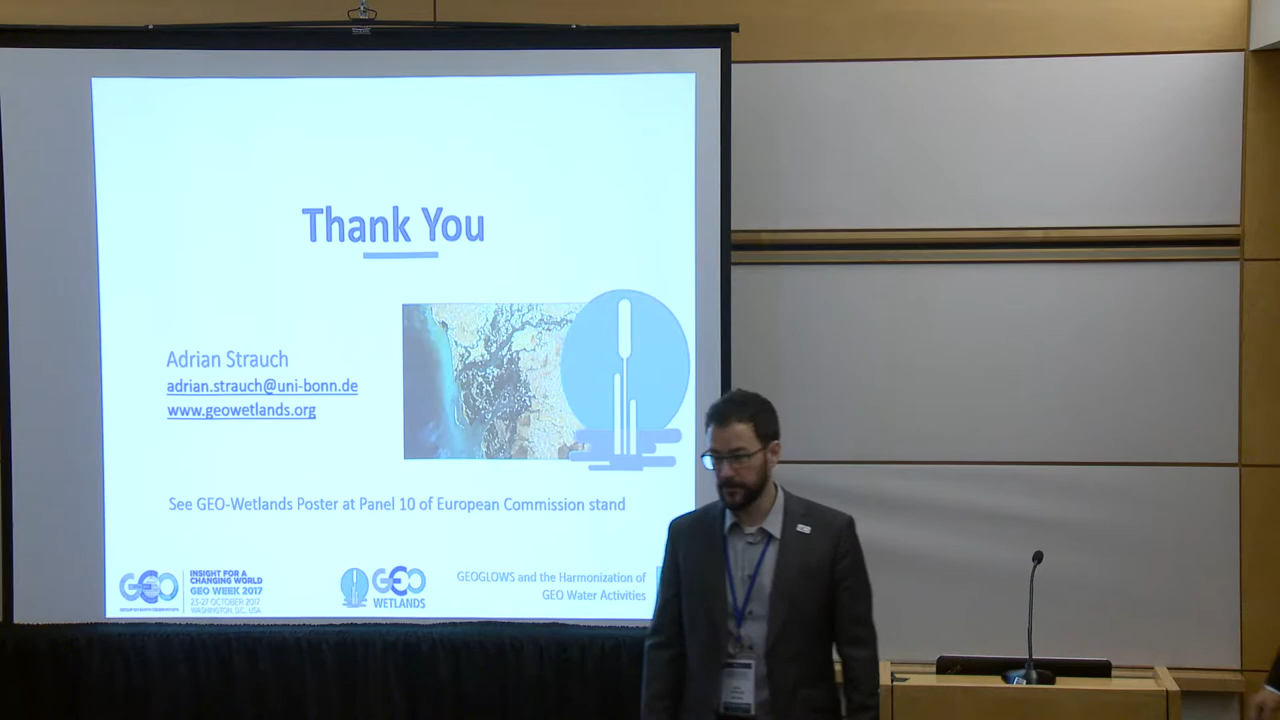 Thank You
Adrian Strauch
adrian.strauch@uni-bonn.de
www.geowetlands.org
See GEO-Wetlands Poster at Panel 10 of European Commission stand
GEO
INSIGHT FOR A
CHANGING WORLD
GEO WEEK 2017
23-27 OCTOBER 2017
WASHINGTON, D.C. USA
GEO
WETLANDS
GEOGLOWS and the Harmonization of
GEO Water Activities